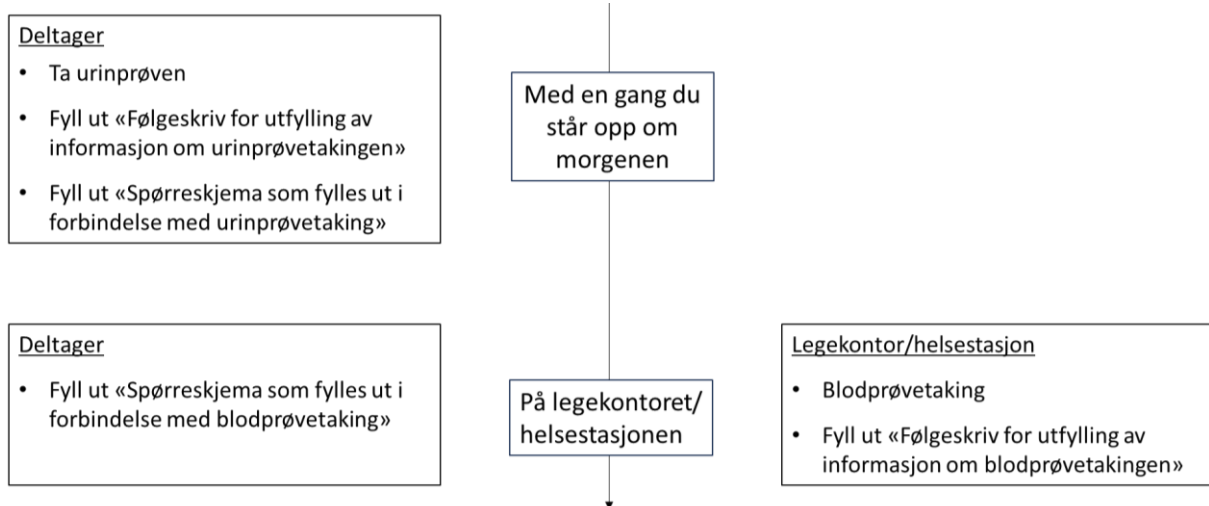 Deltager
• Ta urinprøven
• Fyll ut «Følgeskriv for utfylling av
informasjon om urinprøvetakingen»
• Fyll ut «Spørreskjema som fylles ut i
forbindelse med urinprøvetaking»
Med en gang du
står opp om
morgenen
Deltager
• Fyll ut «Spørreskjema som fylles ut i
forbindelse med blodprøvetaking»
På legekontoret/
helsestasjonen
Legekontor/helsestasjon
• Blodprøvetaking
• Fyll ut «Følgeskriv for utfylling av
informasjon om blodprøvetakingen»